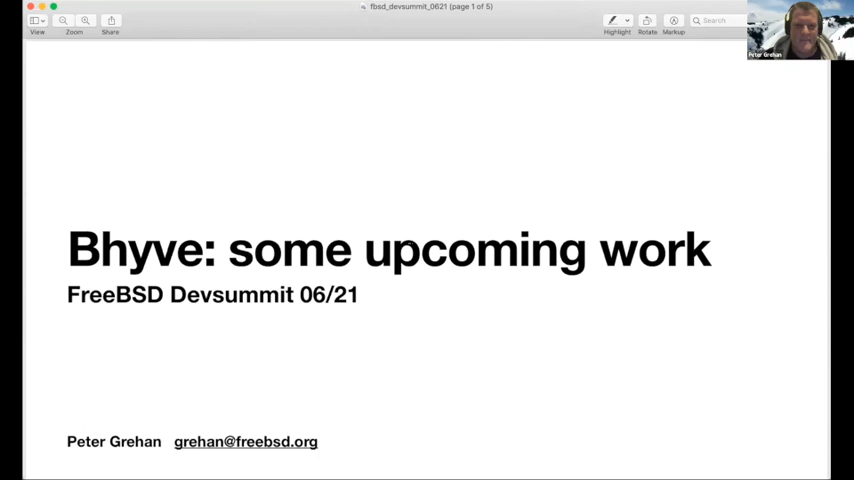 fbsd_devsummit_0621 (page 1 of 5)
View
Zoom
Share
Highlight
Rotate
Markup
Search
Peter Grehan
Bhyve: some upcoming work
FreeBSD Devsummit 06/21
Peter Grehan grehan@freebsd.org